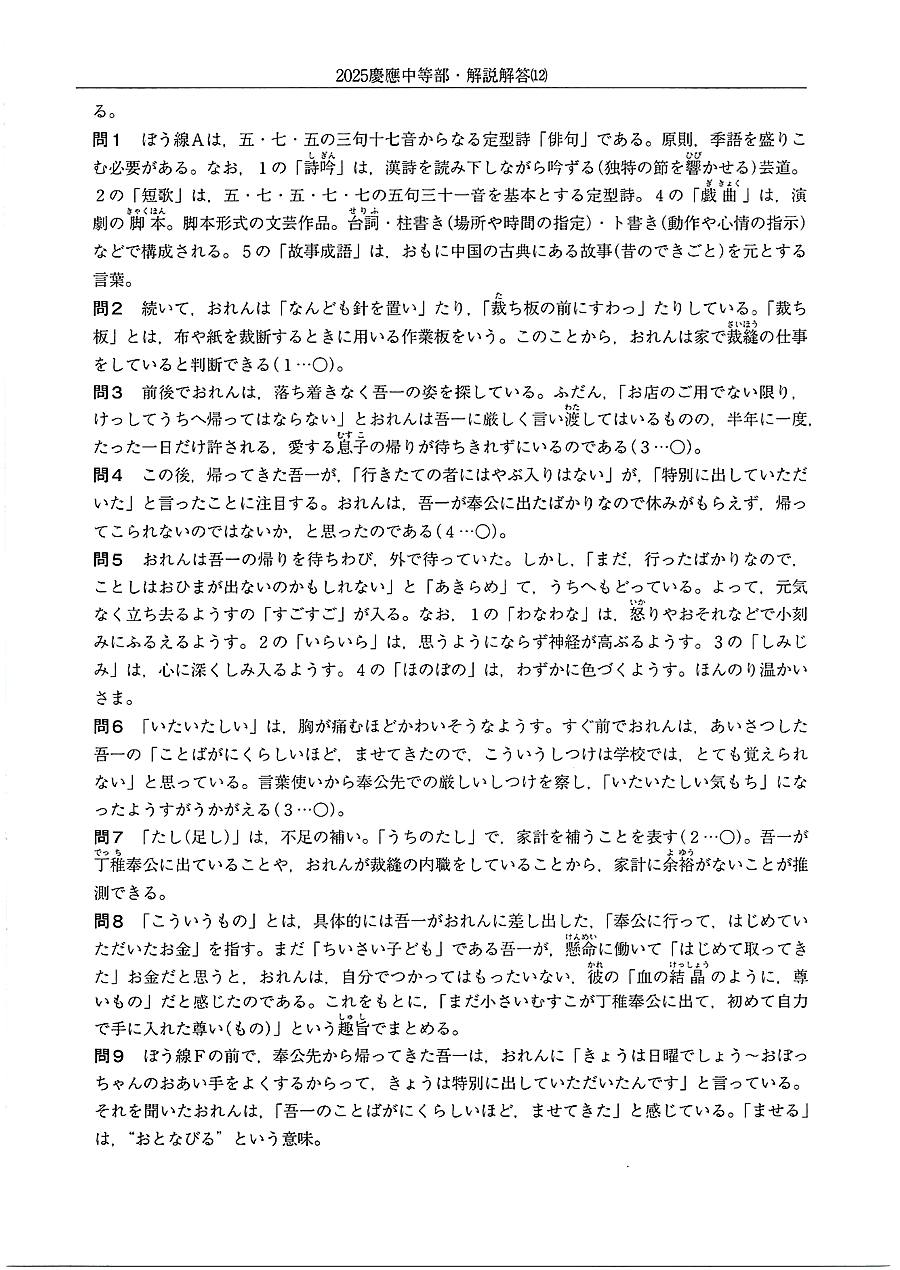 2025慶應中等部・解説解答⑿
る。
問1　ぼう線Aは，五・七・五の三句十七音からなる定型詩「俳句」である。原則，季語を盛りこ
む必要がある。なお，1の「詩吟」は，漢詩を読み下しながら吟ずる(独特の節を響かせる)芸道。
2の「短歌」は，五・七・五・七・七の五句三十一音を基本とする定型詩。4の「戯曲」は，演
劇の脚本。脚本形式の文芸作品。台詞・柱書き(場所や時間の指定)・ト書き(動作や心情の指示)
などで構成される。5の「故事成語」は，おもに中国の古典にある故事(昔のできごと)を元とする
言葉。
問2　続いて，おれんは「なんども針を置い」たり，「裁ち板の前にすわっ」たりしている。「裁ち
板」とは，布や紙を裁断するときに用いる作業板をいう。このことから，おれんは家で裁縫の仕事
をしていると判断できる(1…〇)。
問3　前後でおれんは，落ち着きなく吾一の姿を探している。ふだん，「お店のご用でない限り，
けっしてうちへ帰ってはならない」とおれんは吾一に厳しく言い渡してはいるものの，半年に一度，
たった一日だけ許される，愛する息子の帰りが待ちきれずにいるのである(3…〇)。
問4　この後，帰ってきた吾一が，「行きたての者にはやぶ入りはない」が，「特別に出していただ
いた」と言ったことに注目する。おれんは，吾一が奉公に出たばかりなので休みがもらえず，帰っ
てこられないのではないか，と思ったのである(4…〇)。
問5　おれんは吾一の帰りを待ちわび，外で待っていた。しかし，「まだ，行ったばかりなので，
ことしはおひまが出ないのかもしれない」と「あきらめ」て，うちへもどっている。よって，元気
なく立ち去るようすの「すごすご」が入る。なお，1の「わなわな」は，怒りやおそれなどで小刻
みにふるえるようす。2の「いらいら」は，思うようにならず神経が高ぶるようす。3の「しみじ
み」は，心に深くしみ入るようす。4の「ほのぼの」は，わずかに色づくようす。ほんのり温かい
さま。
問6　「いたいたしい」は，胸が痛むほどかわいそうなようす。すぐ前でおれんは，あいさつした
吾一の「ことばがにくらしいほど，ませてきたので，こういうしつけは学校では，とても覚えられ
ない」と思っている。言葉使いから奉公先での厳しいしつけを察し，「いたいたしい気もち」にな
ったようすがうかがえる(3…〇)。
問7　「たし(足し)」は，不足の補い。「うちのたし」で，家計を補うことを表す(2…〇)。吾一が
丁稚奉公に出ていることや，おれんが裁縫の内職をしていることから，家計に余裕がないことが推
測できる。
問8　「こういうもの」とは，具体的には吾一がおれんに差し出した，「奉公に行って，はじめてい
ただいたお金」を指す。まだ「ちいさい子ども」である吾一が，懸命に働いて「はじめて取ってき
た」お金だと思うと，おれんは，自分でつかってはもったいない，彼の「血の結晶のように，尊
いもの」だと感じたのである。これをもとに，「まだ小さいむすこが丁稚奉公に出て，初めて自力
で手に入れた尊い(もの)」という趣旨でまとめる。
問9　ぼう線Fの前で，奉公先から帰ってきた吾一は，おれんに「きょうは日曜でしょう～おぼっ
ちゃんのおあい手をよくするからって，きょうは特別に出していただいたんです」と言っている。
それを聞いたおれんは，「吾一のことばがにくらしいほど，ませてきた」と感じている。「ませる」
は，“おとなびる”という意味。